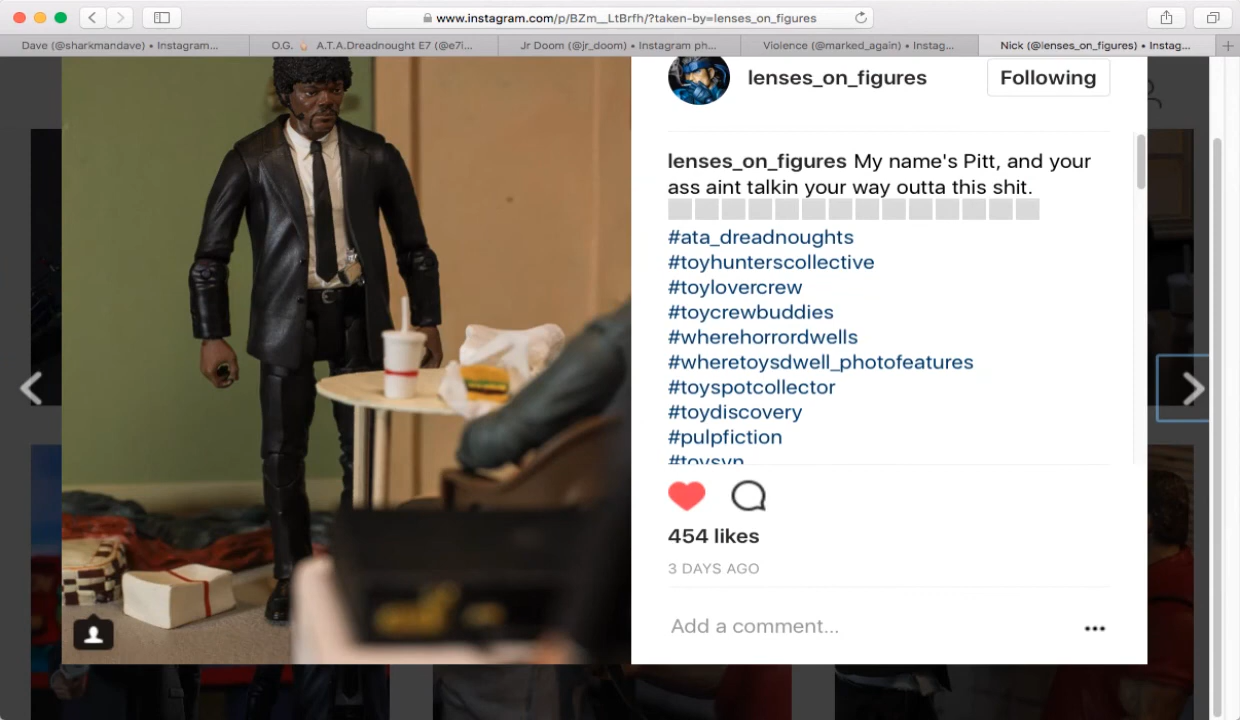 www.instagram.com/p/BZm__LtBrfh/?taken-by=lenses_on_figures
Dave (@sharkmandave) • Instagram...
O.G. A.T.A.Dreadnought E7 (@e7i...
Jr Doom (@jr_doom) • Instagram ph...
Violence (@marked_again) • Instag...
Nick (@lenses_on_figures) • Instag...
lenses_on_figures
Following
lenses_on_figures My name's Pitt, and your
ass aint talkin your way outta this shit.
#ata_dreadnoughts
#toyhunterscollective
#toylovercrew
#toycrewbuddies
#wherehorrordwells
#wheretoysdwell_photofeatures
#toyspotcollector
#toydiscovery
#pulpfiction
#toysyn
454 likes
3 DAYS AGO
Add a comment...